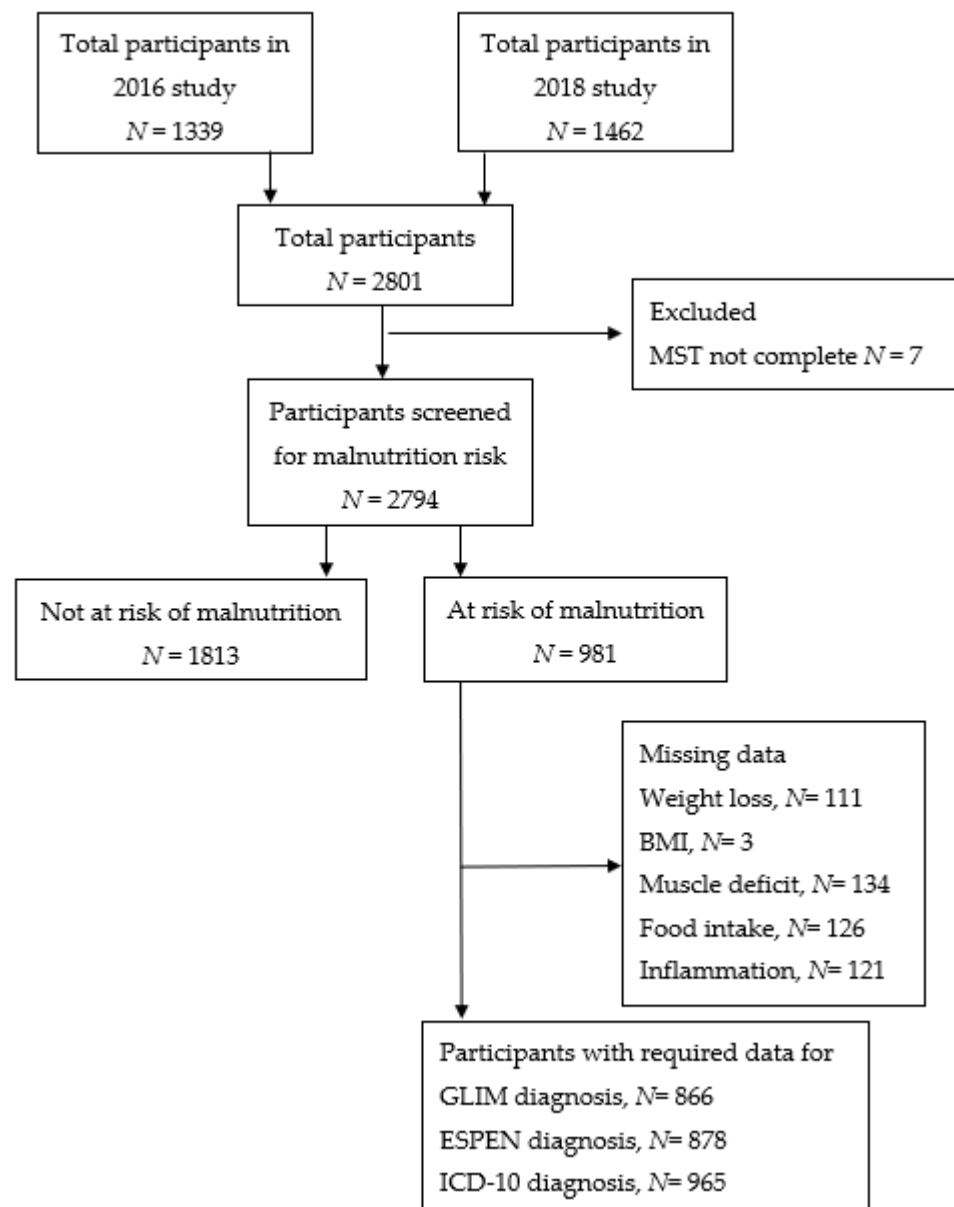 Total participants in
2016 study
N = 1339
Total participants in
2018 study
N = 1462
Total participants
N = 2801
Excluded
MST not complete N = 7
Participants screened
for malnutrition risk
N = 2794
Not at risk of malnutrition
N = 1813
At risk of malnutrition
N = 981
Missing data
Weight loss, N= 111
BMI, N= 3
Muscle deficit, N= 134
Food intake, N= 126
Inflammation, N= 121
Participants with required data for
GLIM diagnosis, N= 866
ESPEN diagnosis, N= 878
ICD-10 diagnosis, N= 965